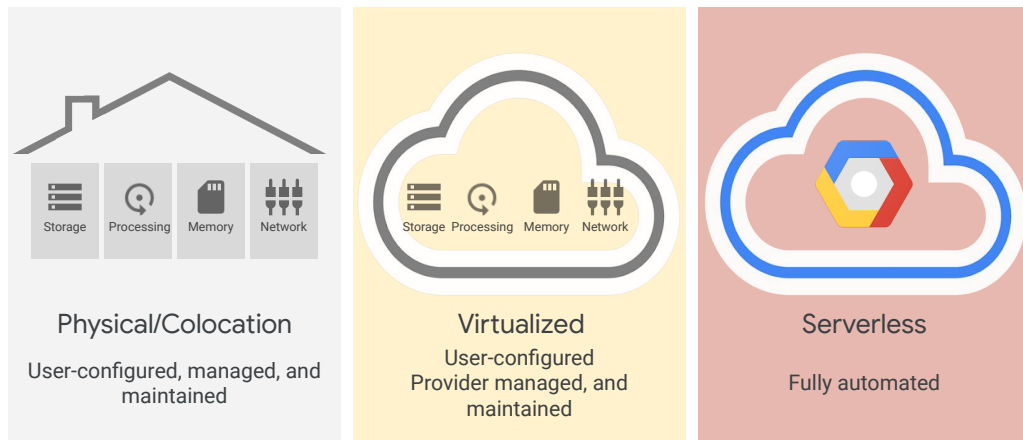 Storage
Processing
Memory
Network
Physical/Colocation
User-configured, managed, and
maintained
Storage
Processing
Memory
Network
Virtualized
User-configured
Provider managed, and
maintained
Serverless
Fully automated